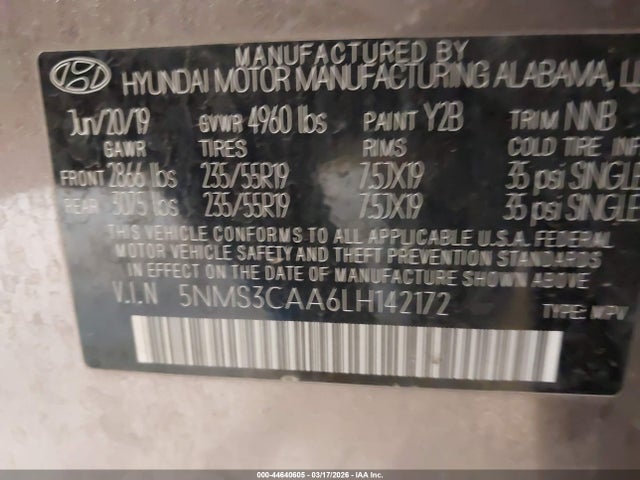 MANUFACTURED BY
HYUNDAI MOTOR MANUFACTURING ALABAMA,
Jun/20/19 GVWR 4960 lbs PAINT Y2B TRIM NNB
GAWR TIRES RIMS COLD TIRE INF
FRONT 2866 lbs 235/55R19 7.5JX19 35 psi SINGLE
REAR 3075 lbs 235/55R19 7.5JX19 35 psi SINGLE
THIS VEHICLE CONFORMS TO ALL APPLICABLE U.S.A. FEDERAL
MOTOR VEHICLE SAFETY AND THEFT PREVENTION STANDARDS
IN EFFECT ON THE DATE OF MANUFACTURE SHOWN ABOVE.
V.I.N 5NMS3CAA6LH142172 TYPE: MPV
000-44640605 - 03/17/2026 - IAA Inc.